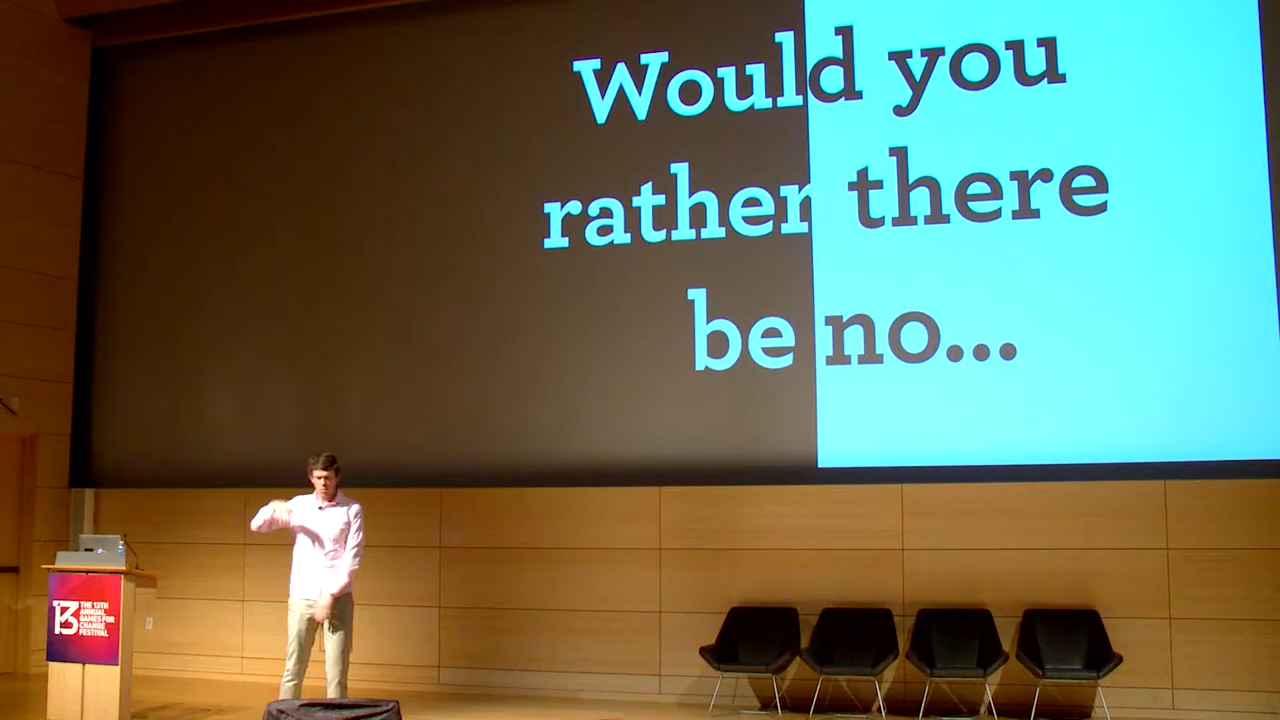 Would you
rather there
be no...
13
THE 13TH
ANNUAL
GAMES FOR
CHANGE
FESTIVAL